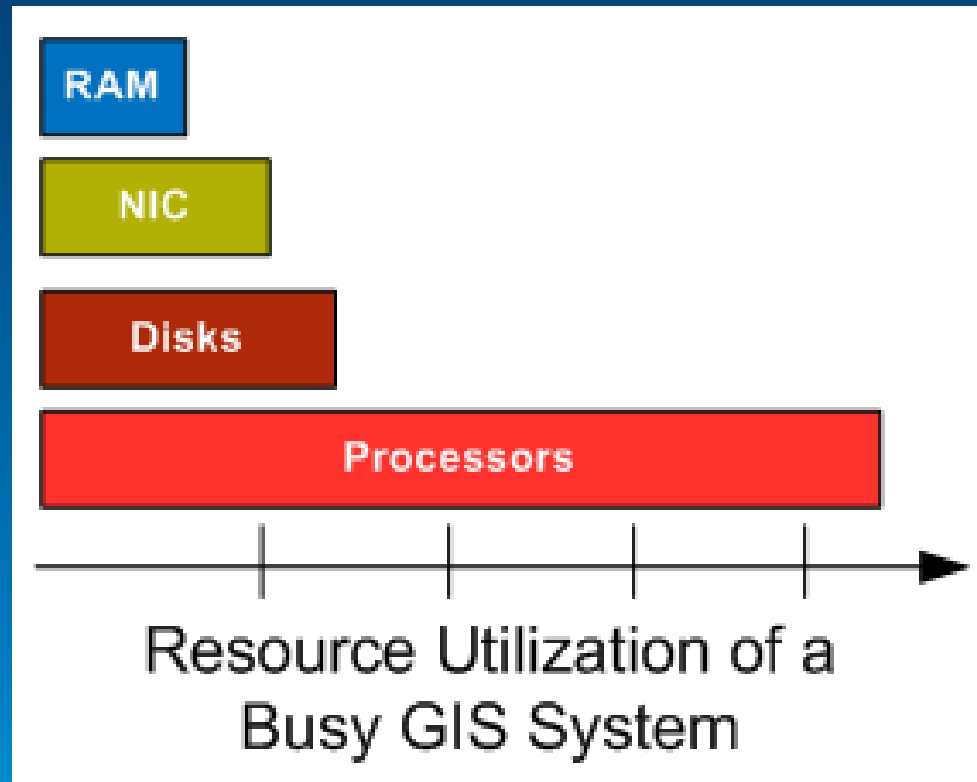 RAM
NIC
Disks
Processors
Resource Utilization of a
Busy GIS System